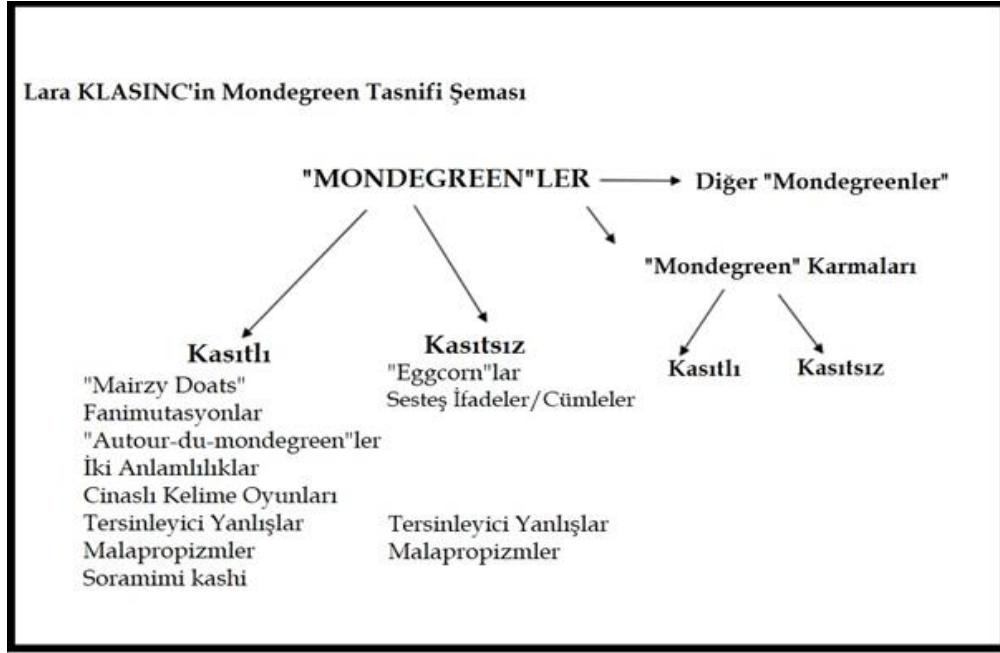 Lara KLASINC'in Mondegreen Tasnifi Şeması
"MONDEGREEN"LER
Diğer "Mondegreenler"
"Mondegreen" Karmaları
Kasıtlı
Kasıtsız
Kasıtlı
"Mairzy Doats"
Fanimutasyonlar
"Autour-du-mondegreen"ler
İki Anlamlılıklar
Cinaslı Kelime Oyunları
Tersinleyici Yanlışlar
Malapropizmler
Soramimi kashi
Kasıtsız
"Eggcorn"lar
Sesteş İfadeler/Cümleler
Tersinleyici Yanlışlar
Malapropizmler